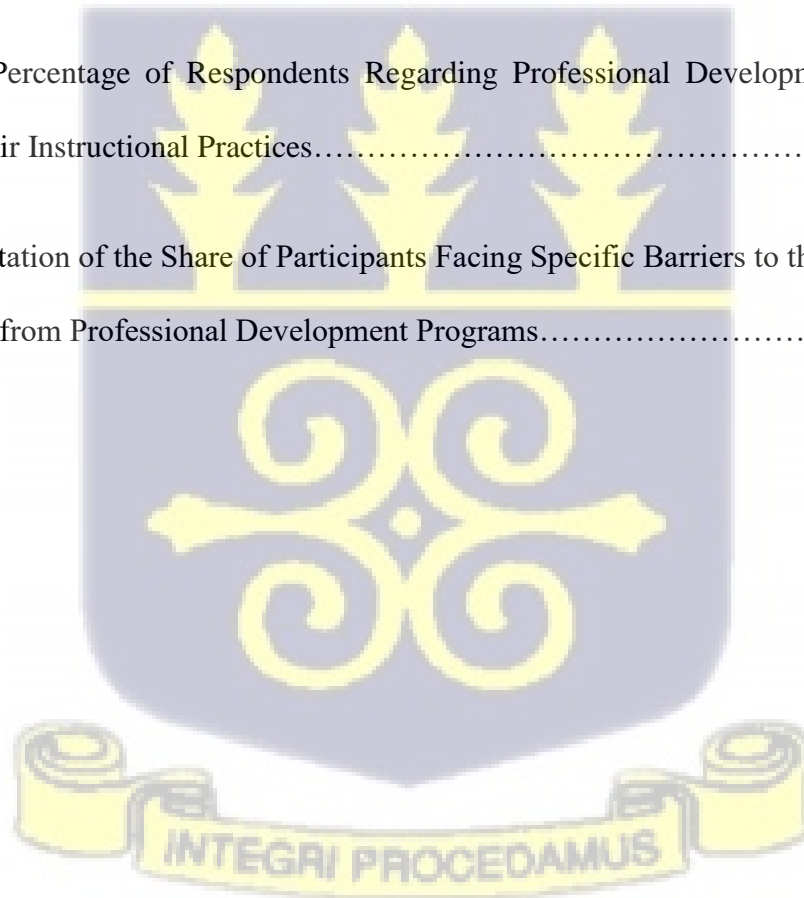 Percentage of Respondents Regarding Professional Developm
ir Instructional Practices……………………………………………
tation of the Share of Participants Facing Specific Barriers to th
from Professional Development Programs…………………………
INTEGRI PROCEDAMUS